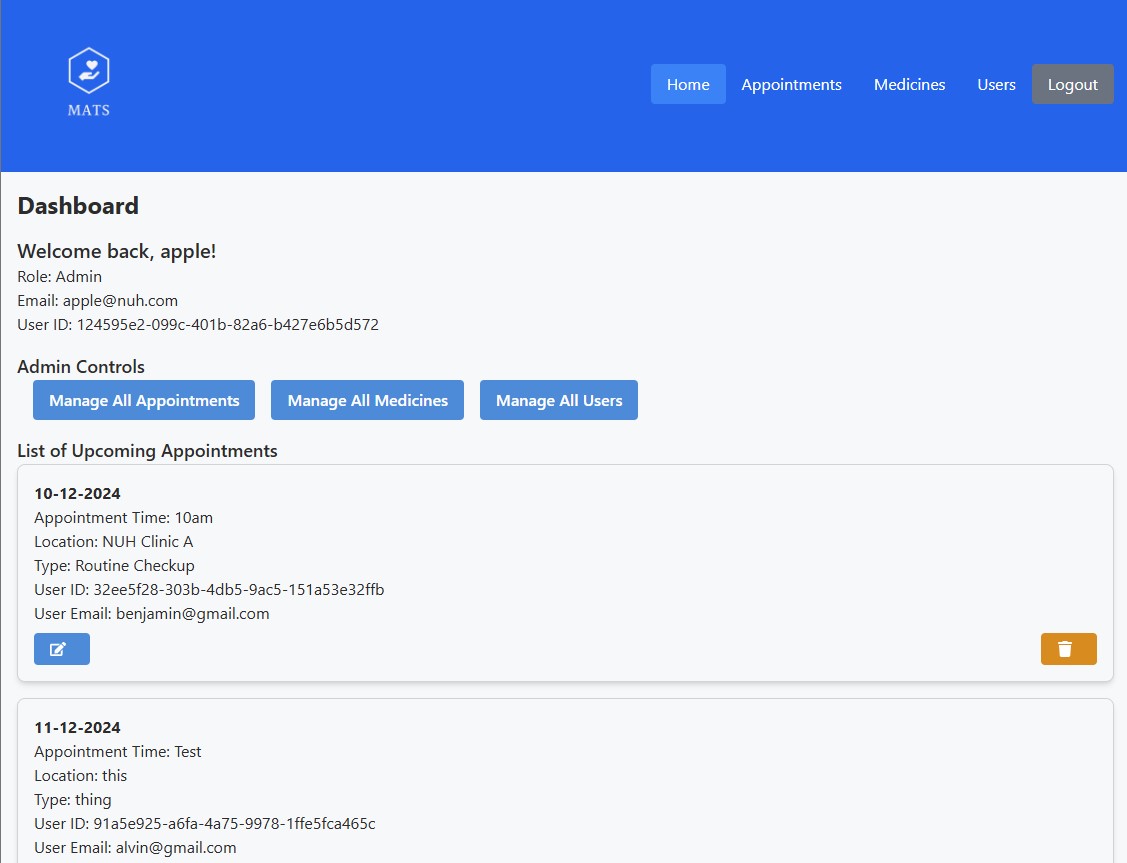 MATS
Home Appointments Medicines Users Logout
Dashboard
Welcome back, apple!
Role: Admin
Email: apple@nuh.com
User ID: 124595e2-099c-401b-82a6-b427e6b5d572
Admin Controls
Manage All Appointments Manage All Medicines Manage All Users
List of Upcoming Appointments
10-12-2024
Appointment Time: 10am
Location: NUH Clinic A
Type: Routine Checkup
User ID: 32ee5f28-303b-4db5-9ac5-151a53e32ffb
User Email: benjamin@gmail.com
11-12-2024
Appointment Time: Test
Location: this
Type: thing
User ID: 91a5e925-a6fa-4a75-9978-1ffe5fca465c
User Email: alvin@gmail.com